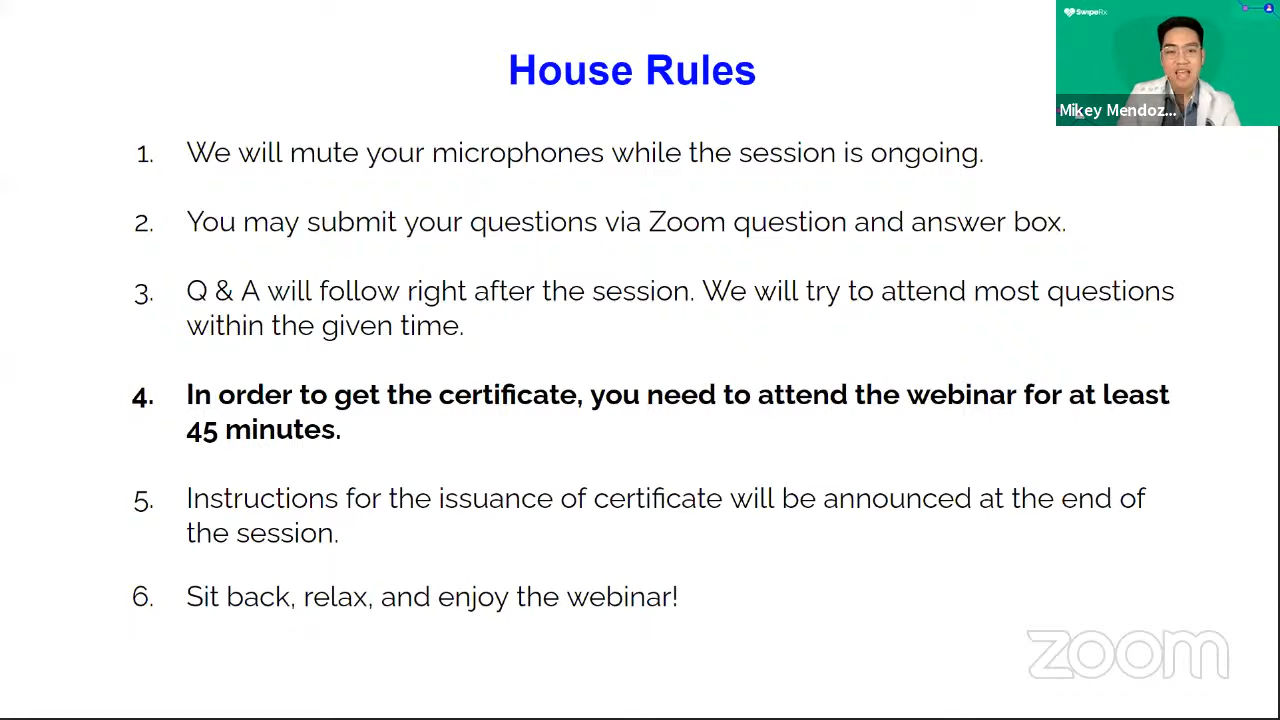 SwipeRx
House Rules
Mikey Mendoz...
1. We will mute your microphones while the session is ongoing.
2. You may submit your questions via Zoom question and answer box.
3. Q & A will follow right after the session. We will try to attend most questions
within the given time.
4. In order to get the certificate, you need to attend the webinar for at least
45 minutes.
5. Instructions for the issuance of certificate will be announced at the end of
the session.
6. Sit back, relax, and enjoy the webinar!
zoom